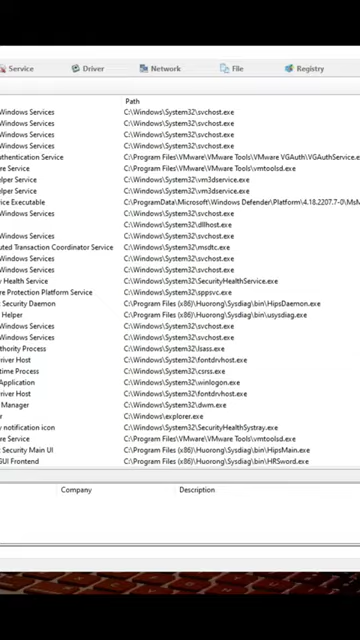 Service Driver Network File Registry
Path
Windows Services C:\Windows\System32\svchost.exe
Windows Services C:\Windows\System32\svchost.exe
Windows Services C:\Windows\System32\svchost.exe
Windows Services C:\Windows\System32\svchost.exe
uthentication Service C:\Program Files\VMware\VMware Tools\VMware VGAuth\VGAuthService.e
re Service C:\Program Files\VMware\VMware Tools\vmtoolsd.exe
elper Service C:\Windows\System32\vm3dservice.exe
elper Service C:\Windows\System32\vm3dservice.exe
ice Executable C:\ProgramData\Microsoft\Windows Defender\Platform\4.18.2207.7-0\MsM
Windows Services C:\Windows\System32\svchost.exe
C:\Windows\System32\dllhost.exe
Windows Services C:\Windows\System32\svchost.exe
uted Transaction Coordinator Service C:\Windows\System32\msdtc.exe
Windows Services C:\Windows\System32\svchost.exe
Windows Services C:\Windows\System32\svchost.exe
y Health Service C:\Windows\System32\SecurityHealthService.exe
re Protection Platform Service C:\Windows\System32\sppsvc.exe
t Security Daemon C:\Program Files (x86)\Huorong\Sysdiag\bin\HipsDaemon.exe
Helper C:\Program Files (x86)\Huorong\Sysdiag\bin\usysdiag.exe
Windows Services C:\Windows\System32\svchost.exe
Windows Services C:\Windows\System32\svchost.exe
uthority Process C:\Windows\System32\lsass.exe
Driver Host C:\Windows\System32\fontdrvhost.exe
time Process C:\Windows\System32\csrss.exe
Application C:\Windows\System32\winlogon.exe
Driver Host C:\Windows\System32\fontdrvhost.exe
Manager C:\Windows\System32\dwm.exe
er C:\Windows\explorer.exe
y notification icon C:\Windows\System32\SecurityHealthSystray.exe
re Service C:\Program Files\VMware\VMware Tools\vmtoolsd.exe
t Security Main UI C:\Program Files (x86)\Huorong\Sysdiag\bin\HipsMain.exe
GUI Frontend C:\Program Files (x86)\Huorong\Sysdiag\bin\HRSword.exe
Company Description